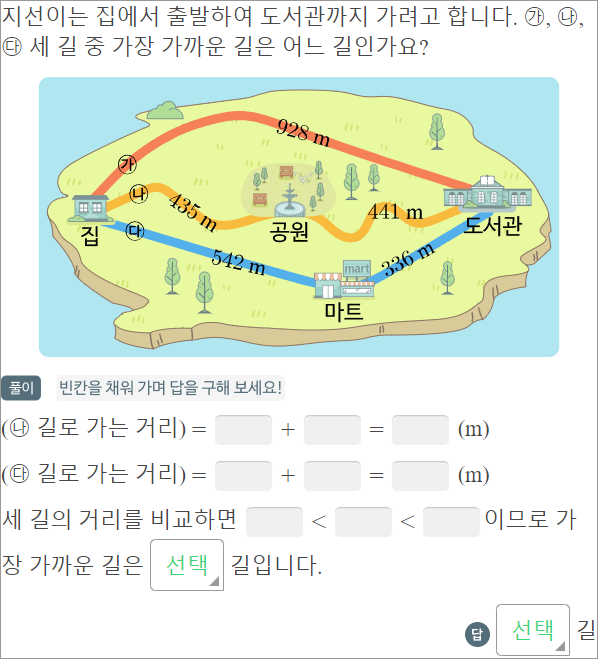 지선이는 집에서 출발하여 도서관까지 가려고 합니다. ㉮, ㉯,
㉰ 세 길 중 가장 가까운 길은 어느 길인가요?
928 m
㉮
㉯
435 m
441 m
집
㉰
공원
도서관
542 m
mart
336 m
마트
풀이 빈칸을 채워 가며 답을 구해 보세요!
(㉯ 길로 가는 거리) = + = (m)
(㉰ 길로 가는 거리) = + = (m)
세 길의 거리를 비교하면 < < 이므로 가
장 가까운 길은 선택 길입니다.
답 선택 길